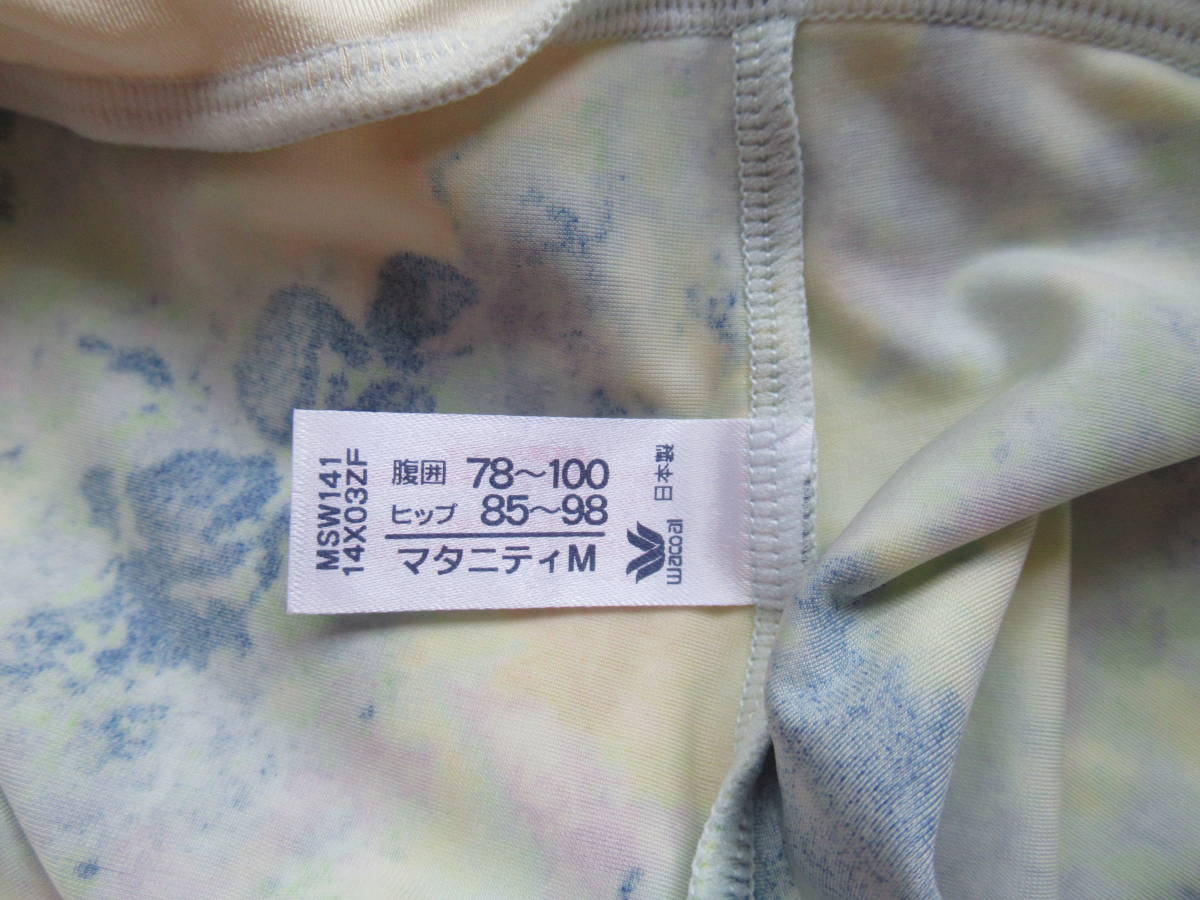 MSW141
14X03ZF
腹囲 78～100
ヒップ 85～98
マタニティM
wacoal
日本製